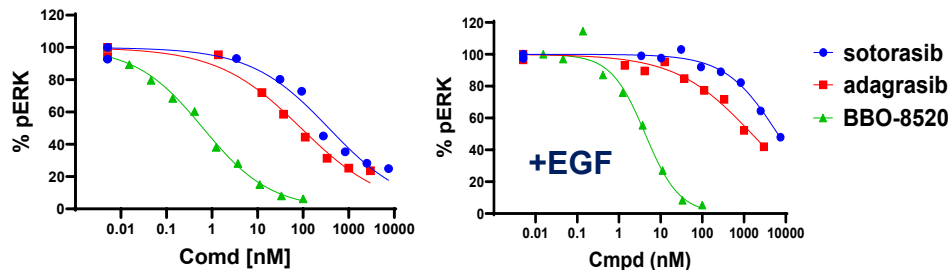 % pERK
120
100
80
60
40
20
0
0.01 0.1 1 10 100 1000 10000
Comd [nM]
% pERK
120
100
80
60
40
20
0
+EGF
0.01 0.1 1 10 100 1000 10000
Cmpd (nM)
sotorasib
adagrasib
BBO-8520